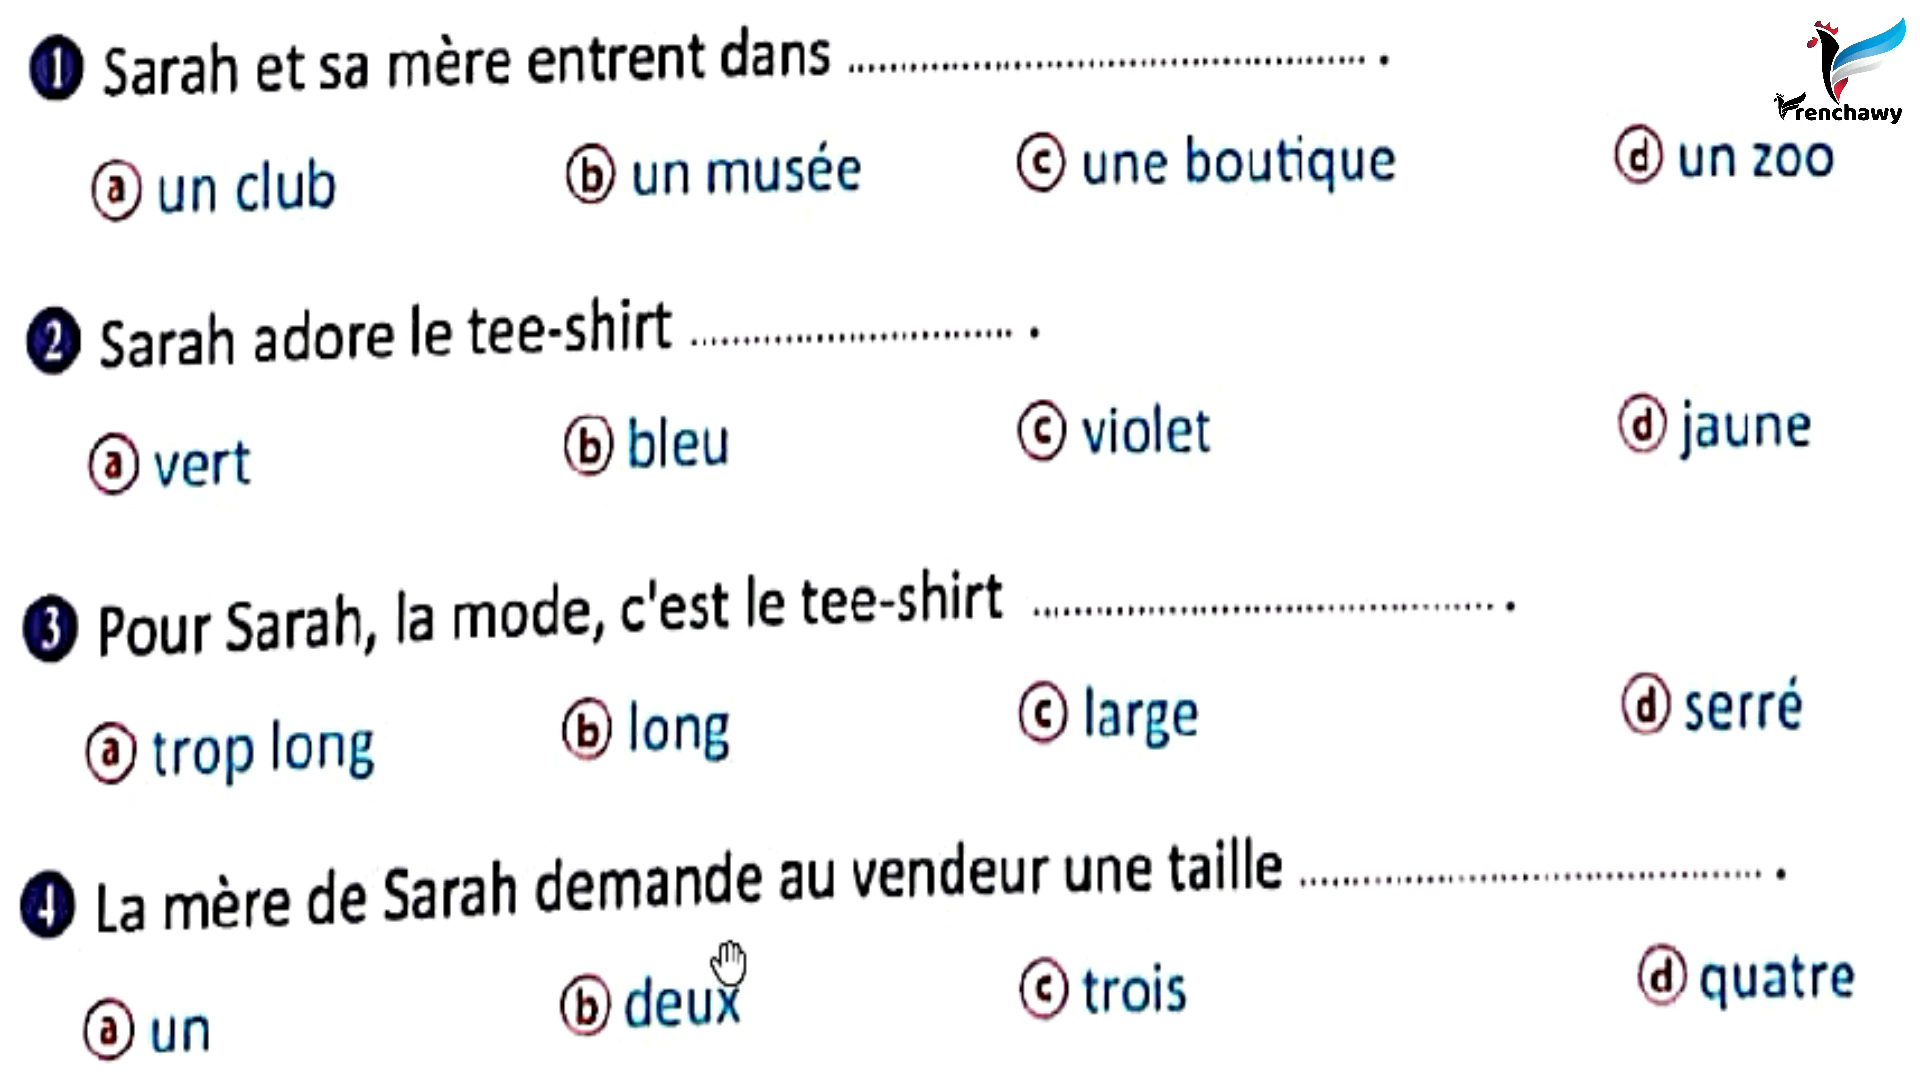 1 Sarah et sa mère entrent dans ............................................ .
Frenchawy
a un club b un musée c une boutique d un zoo
2 Sarah adore le tee-shirt ............................ .
a vert b bleu c violet d jaune
3 Pour Sarah, la mode, c'est le tee-shirt ........................................ .
a trop long b long c large d serré
4 La mère de Sarah demande au vendeur une taille ........................................ .
a un b deux c trois d quatre